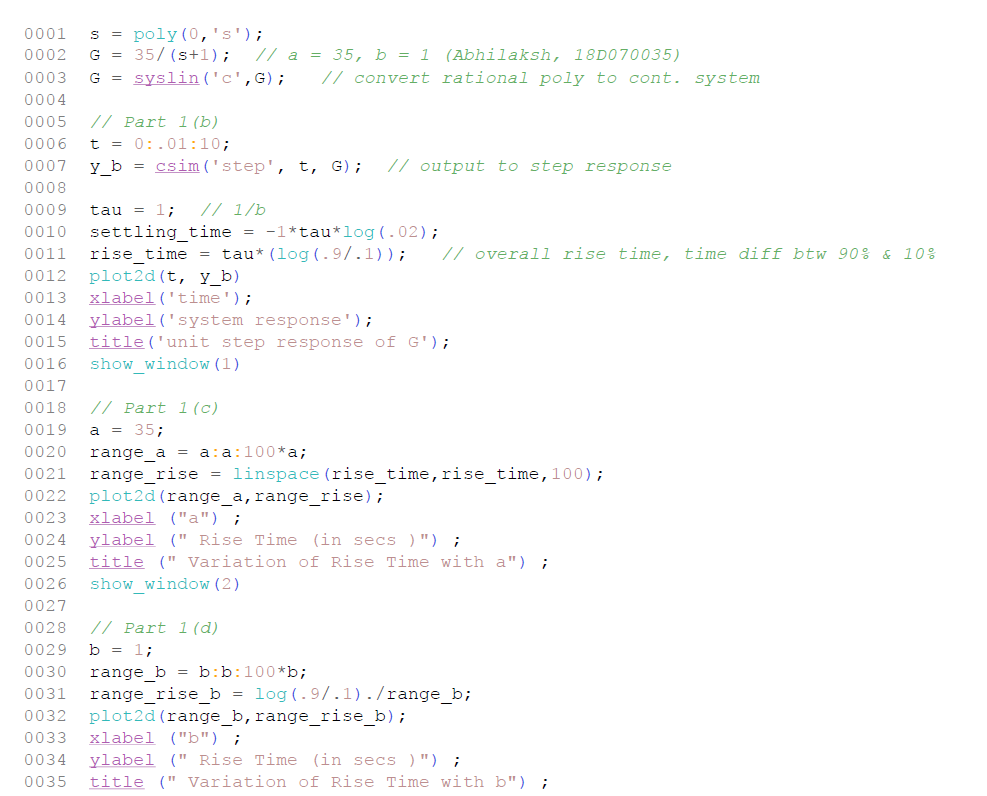 0001 s = poly(0,'s');
0002 G = 35/(s+1); // a = 35, b = 1 (Abhilaksh, 18D070035)
0003 G = syslin('c',G); // convert rational poly to cont. system
0004
0005 // Part 1(b)
0006 t = 0:.01:10;
0007 y_b = csim('step', t, G); // output to step response
0008
0009 tau = 1; // 1/b
0010 settling_time = -1*tau*log(.02);
0011 rise_time = tau*(log(.9/.1)); // overall rise time, time diff btw 90% & 10%
0012 plot2d(t, y_b)
0013 xlabel('time');
0014 ylabel('system response');
0015 title('unit step response of G');
0016 show_window(1)
0017
0018 // Part 1(c)
0019 a = 35;
0020 range_a = a:a:100*a;
0021 range_rise = linspace(rise_time,rise_time,100);
0022 plot2d(range_a,range_rise);
0023 xlabel ("a") ;
0024 ylabel (" Rise Time (in secs )") ;
0025 title (" Variation of Rise Time with a") ;
0026 show_window(2)
0027
0028 // Part 1(d)
0029 b = 1;
0030 range_b = b:b:100*b;
0031 range_rise_b = log(.9/.1)./range_b;
0032 plot2d(range_b,range_rise_b);
0033 xlabel ("b") ;
0034 ylabel (" Rise Time (in secs )") ;
0035 title (" Variation of Rise Time with b") ;